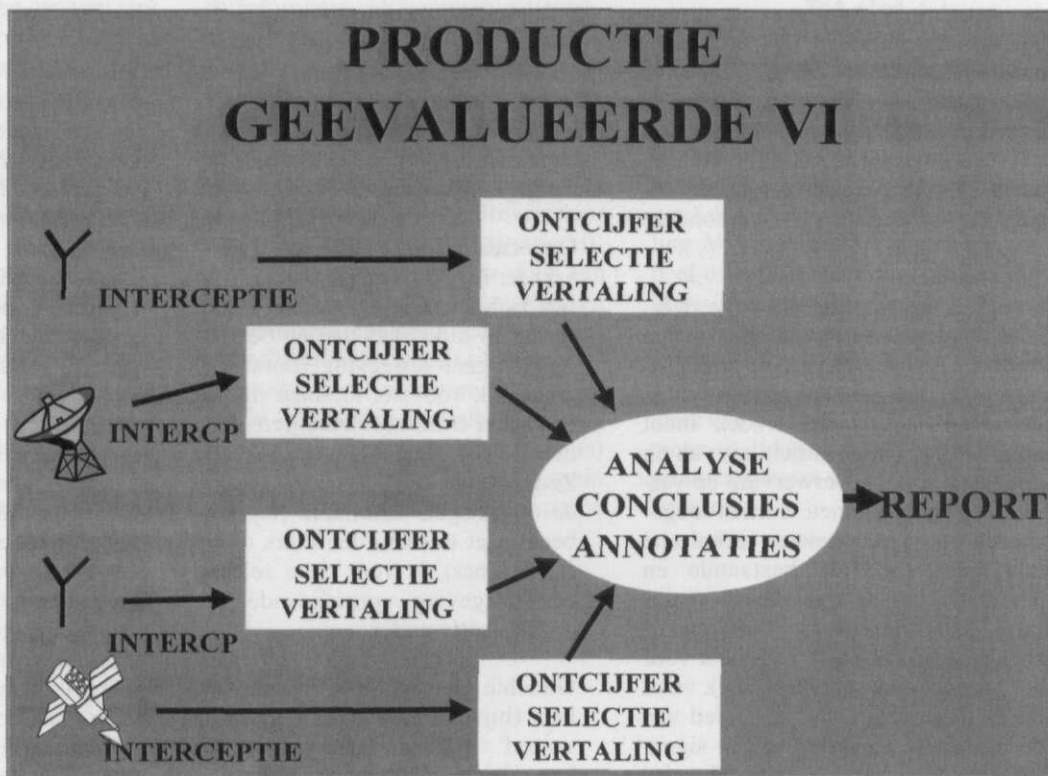 PRODUCTIE
GEEVALUEERDE VI
ONTCIJFER
SELECTIE
VERTALING
INTERCEPTIE
ONTCIJFER
SELECTIE
VERTALING
INTERCP
ANALYSE
CONCLUSIES
ANNOTATIES
REPORT
ONTCIJFER
SELECTIE
VERTALING
INTERCP
ONTCIJFER
SELECTIE
VERTALING
INTERCEPTIE